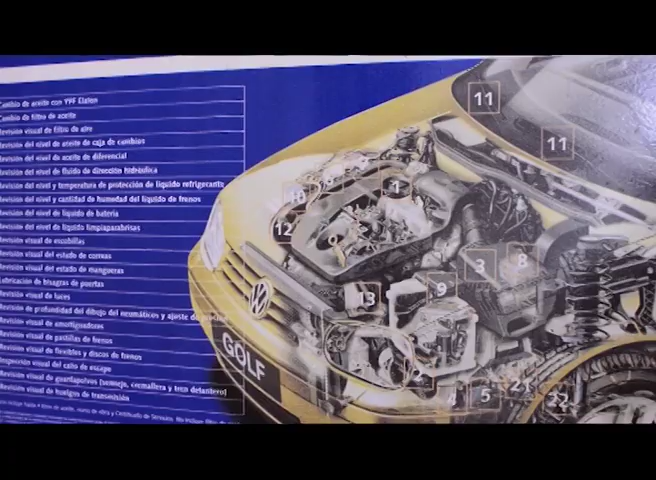 Cambio de aceite con YPF Elaion
Cambio de filtro de aceite
Revisión visual de filtro de aire
Revisión del nivel de aceite de caja de cambios
Revisión del nivel de aceite de diferencial
Revisión del nivel de fluido de dirección hidráulica
Revisión del nivel y temperatura de protección de líquido refrigerante
Revisión del nivel y cantidad de humedad del líquido de frenos
Revisión del nivel de líquido de batería
Revisión del nivel de líquido limpiaparabrisas
Revisión visual de escobillas
Revisión visual del estado de correas
Revisión visual del estado de mangueras
Lubricación de bisagras de puertas
Revisión visual de luces
Revisión de profundidad del dibujo del neumáticos y ajuste de
Revisión visual de amortiguadores
Revisión visual de pastillas de frenos
Revisión visual de flexibles y discos de frenos
Inspección visual del caño de escape
Revisión visual de guardapolvos (semieje, cremallera y tren delantero)
Revisión visual de huelgos de transmisión
11
11
1
10
12
3
8
9
13
4
5
21
22
GOLF